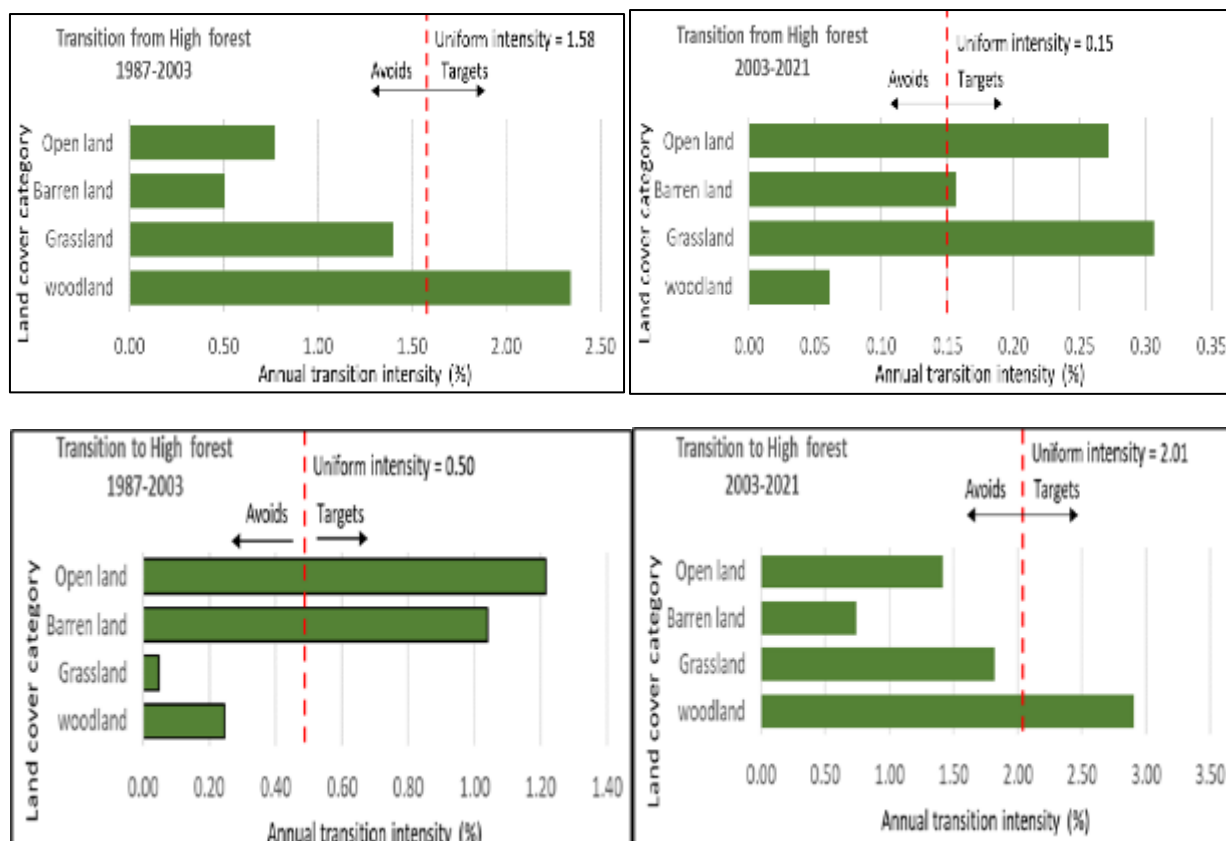 Transition from High forest
1987-2003
Uniform intensity = 1.58
Avoids Targets
Land cover category
Open land
Barren land
Grassland
woodland
0.00 0.50 1.00 1.50 2.00 2.50
Annual transition intensity (%)
Transition from High forest
2003-2021
Uniform intensity = 0.15
Avoids Targets
Land cover category
Open land
Barren land
Grassland
woodland
0.00 0.05 0.10 0.15 0.20 0.25 0.30 0.35
Annual transition intensity (%)
Transition to High forest
1987-2003
Uniform intensity = 0.50
Avoids Targets
Land cover category
Open land
Barren land
Grassland
woodland
0.00 0.20 0.40 0.60 0.80 1.00 1.20 1.40
Annual transition intensity (%)
Transition to High forest
2003-2021
Uniform intensity = 2.01
Avoids Targets
Land cover category
Open land
Barren land
Grassland
woodland
0.00 0.50 1.00 1.50 2.00 2.50 3.00 3.50
Annual transition intensity (%)